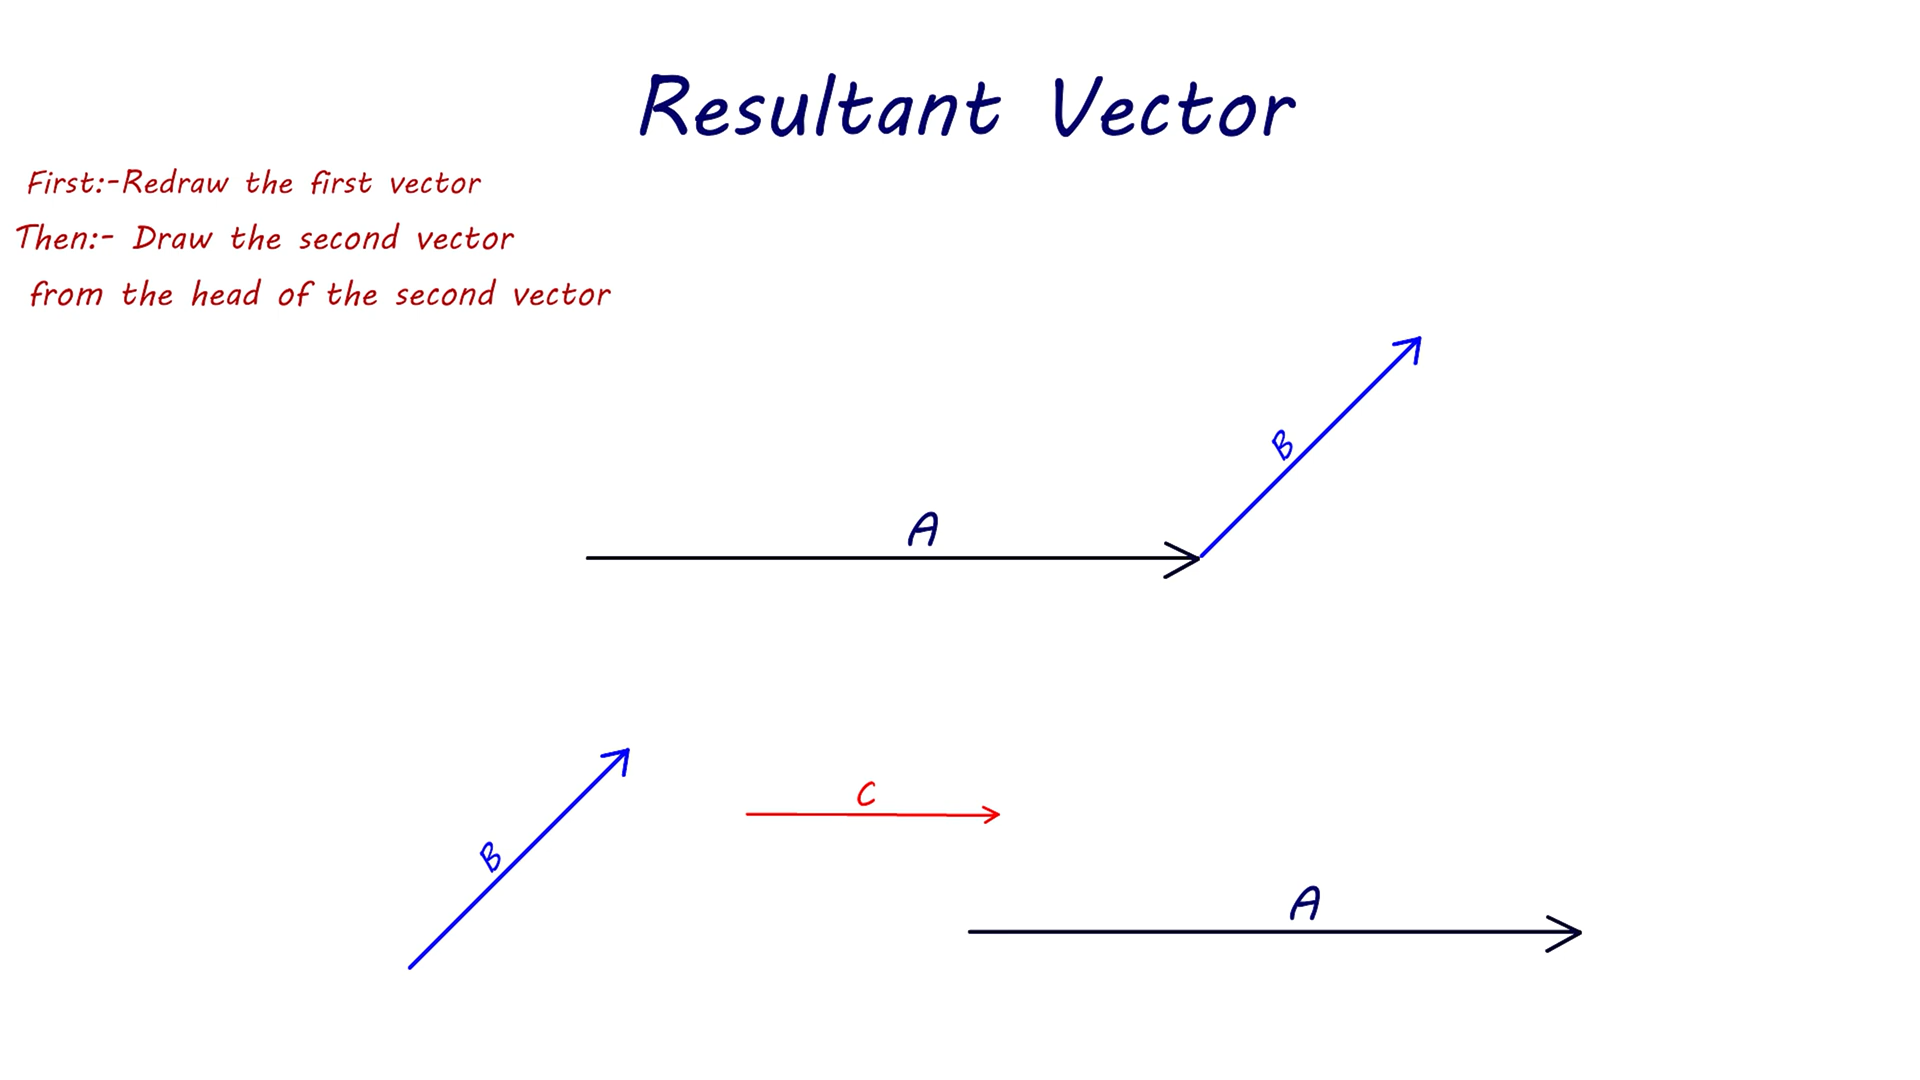 Resultant Vector
First:-Redraw the first vector
Then:- Draw the second vector
from the head of the second vector
B
A
B
C
A